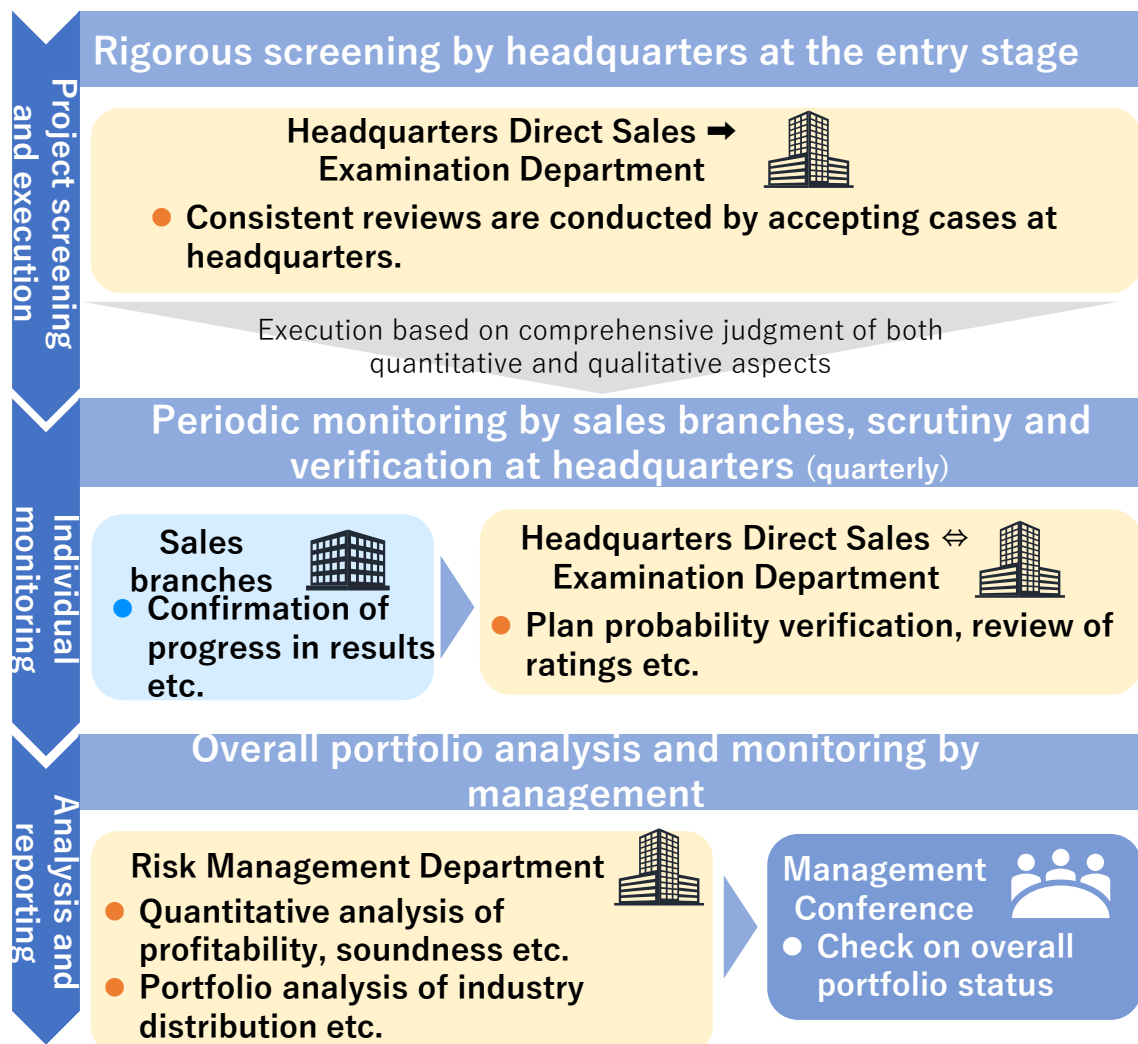 Rigorous screening by headquarters at the entry stage
Project screening
and execution
Headquarters Direct Sales ➡
Examination Department
Consistent reviews are conducted by accepting cases at
headquarters.
Execution based on comprehensive judgment of both
quantitative and qualitative aspects
Periodic monitoring by sales branches, scrutiny and
verification at headquarters (quarterly)
Individual
monitoring
Sales
branches
Confirmation of
progress in results
etc.
Headquarters Direct Sales ⇔
Examination Department
Plan probability verification, review of
ratings etc.
Overall portfolio analysis and monitoring by
management
Analysis and
reporting
Risk Management Department
Quantitative analysis of
profitability, soundness etc.
Portfolio analysis of industry
distribution etc.
Management
Conference
Check on overall
portfolio status